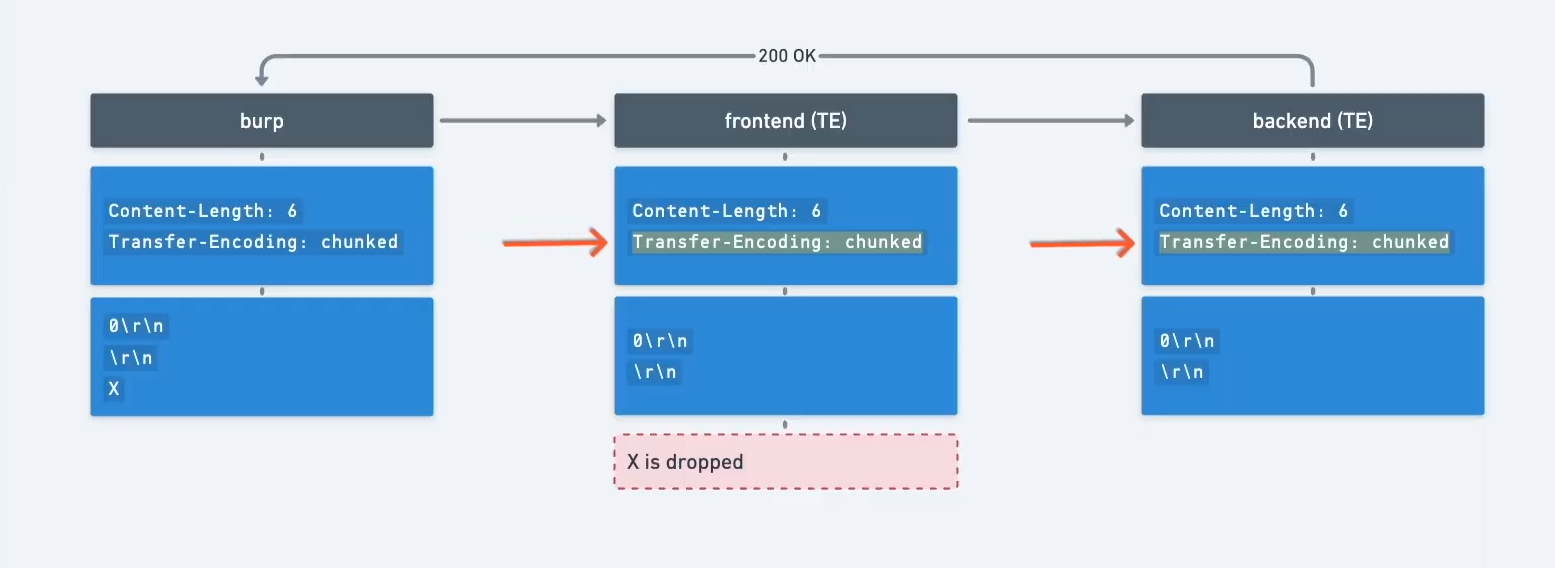 200 OK
burp
frontend (TE)
backend (TE)
Content-Length: 6
Transfer-Encoding: chunked
Content-Length: 6
Transfer-Encoding: chunked
Content-Length: 6
Transfer-Encoding: chunked
0\r\n
\r\n
X
0\r\n
\r\n
0\r\n
\r\n
X is dropped